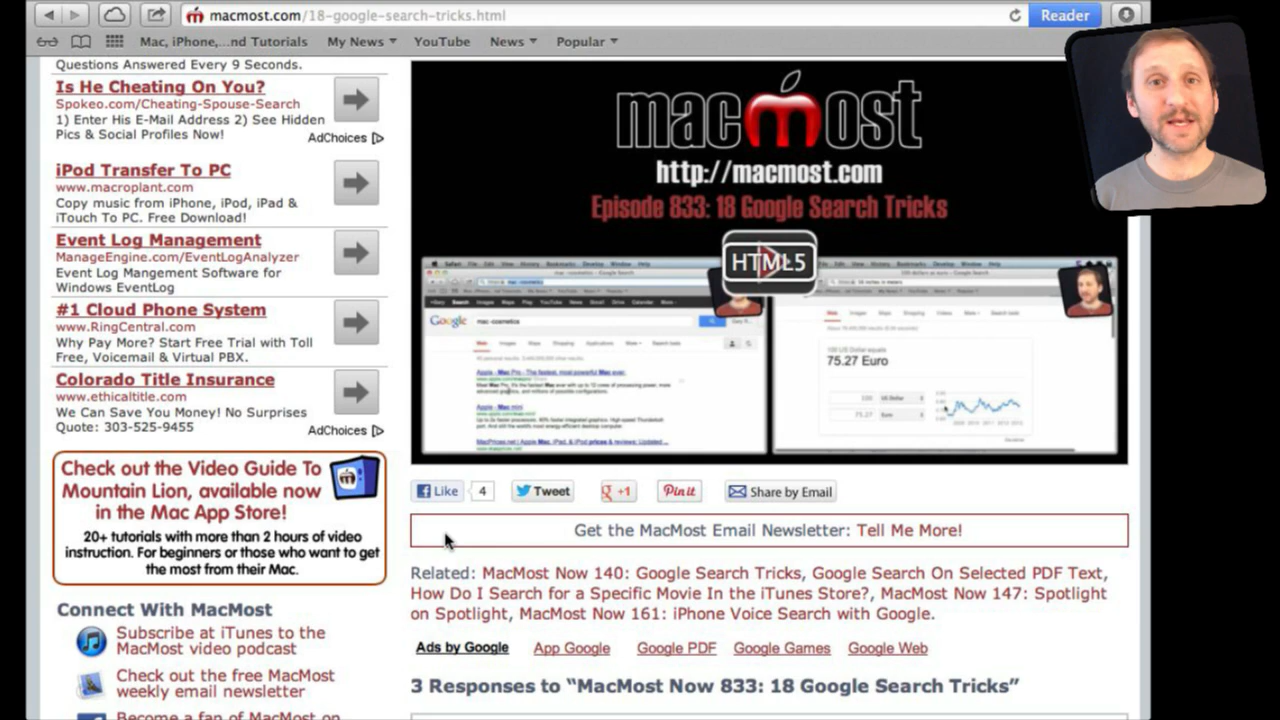 macmost.com/18-google-search-tricks.html
Reader
Mac, iPhone,...nd Tutorials
My News
YouTube
News
Popular
Questions Answered Every 9 Seconds.
Is He Cheating On You?
Spokeo.com/Cheating-Spouse-Search
1) Enter His E-Mail Address 2) See Hidden
Pics & Social Profiles Now!
AdChoices
iPod Transfer To PC
www.macroplant.com
Copy music from iPhone, iPod, iPad &
iTouch To PC. Free Download!
Event Log Management
ManageEngine.com/EventLogAnalyzer
Event Log Mangement Software for
Windows EventLog
#1 Cloud Phone System
www.RingCentral.com
Why Pay More? Start Free Trial with Toll
Free, Voicemail & Virtual PBX.
Colorado Title Insurance
www.ethicaltitle.com
We Can Save You Money! No Surprises
Quote: 303-525-9455
AdChoices
Check out the Video Guide To
Mountain Lion, available now
in the Mac App Store!
20+ tutorials with more than 2 hours of video
instruction. For beginners or those who want to get
the most from their Mac.
Connect With MacMost
Subscribe at iTunes to the
MacMost video podcast
Check out the free MacMost
weekly email newsletter
Become a fan of MacMost on
macmost
http://macmost.com
Episode 833: 18 Google Search Tricks
HTML5
Google
mac -cosmetics
75.27 Euro
Like
4
Tweet
g +1
Pin it
Share by Email
Get the MacMost Email Newsletter: Tell Me More!
Related: MacMost Now 140: Google Search Tricks, Google Search On Selected PDF Text,
How Do I Search for a Specific Movie In the iTunes Store?, MacMost Now 147: Spotlight
on Spotlight, MacMost Now 161: iPhone Voice Search with Google.
Ads by Google
App Google
Google PDF
Google Games
Google Web
3 Responses to “MacMost Now 833: 18 Google Search Tricks”